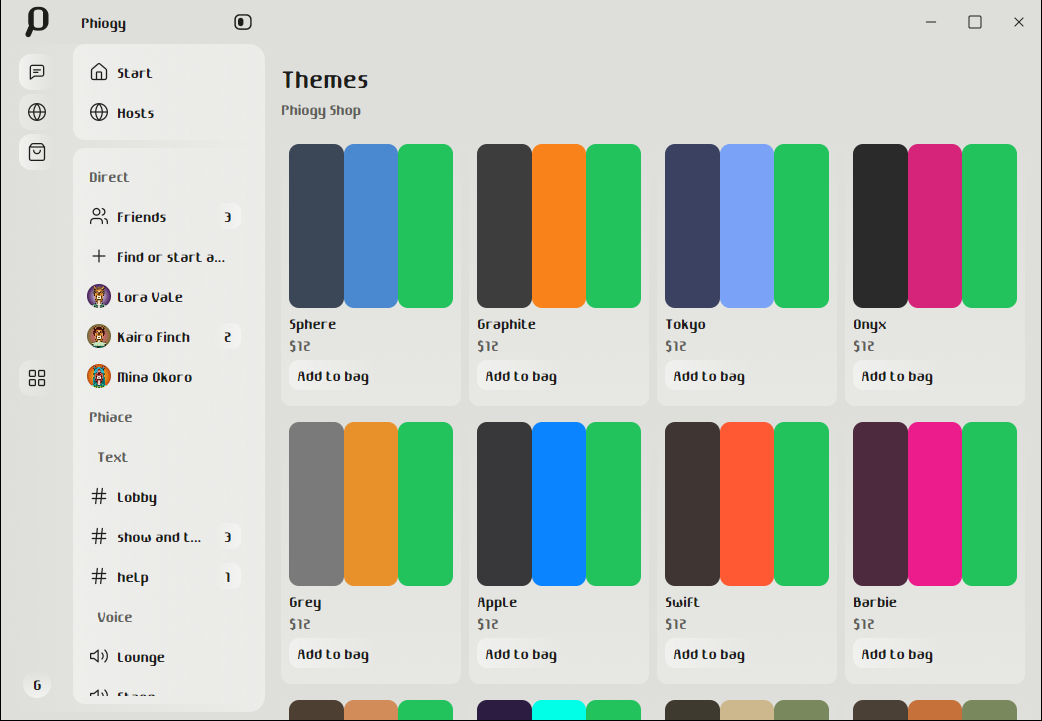 Phiogy
Start
Hosts
Direct
Friends 3
Find or start a...
Lora Vale
Kairo Finch 2
Mina Okoro
Phiace
Text
Lobby
show and t... 3
help 1
Voice
Lounge
6
Themes
Phiogy Shop
Sphere
$12
Add to bag
Graphite
$12
Add to bag
Tokyo
$12
Add to bag
Onyx
$12
Add to bag
Grey
$12
Add to bag
Apple
$12
Add to bag
Swift
$12
Add to bag
Barbie
$12
Add to bag